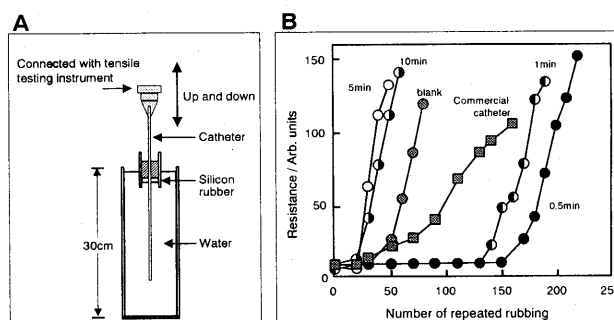 A
Connected with tensile
testing instrument
Up and down
Catheter
Silicon
rubber
30cm
Water
B
Resistance / Arb. units
150
100
50
0
5min
10min
blank
Commercial
catheter
1min
0.5min
0 50 100 150 200 25
Number of repeated rubbing